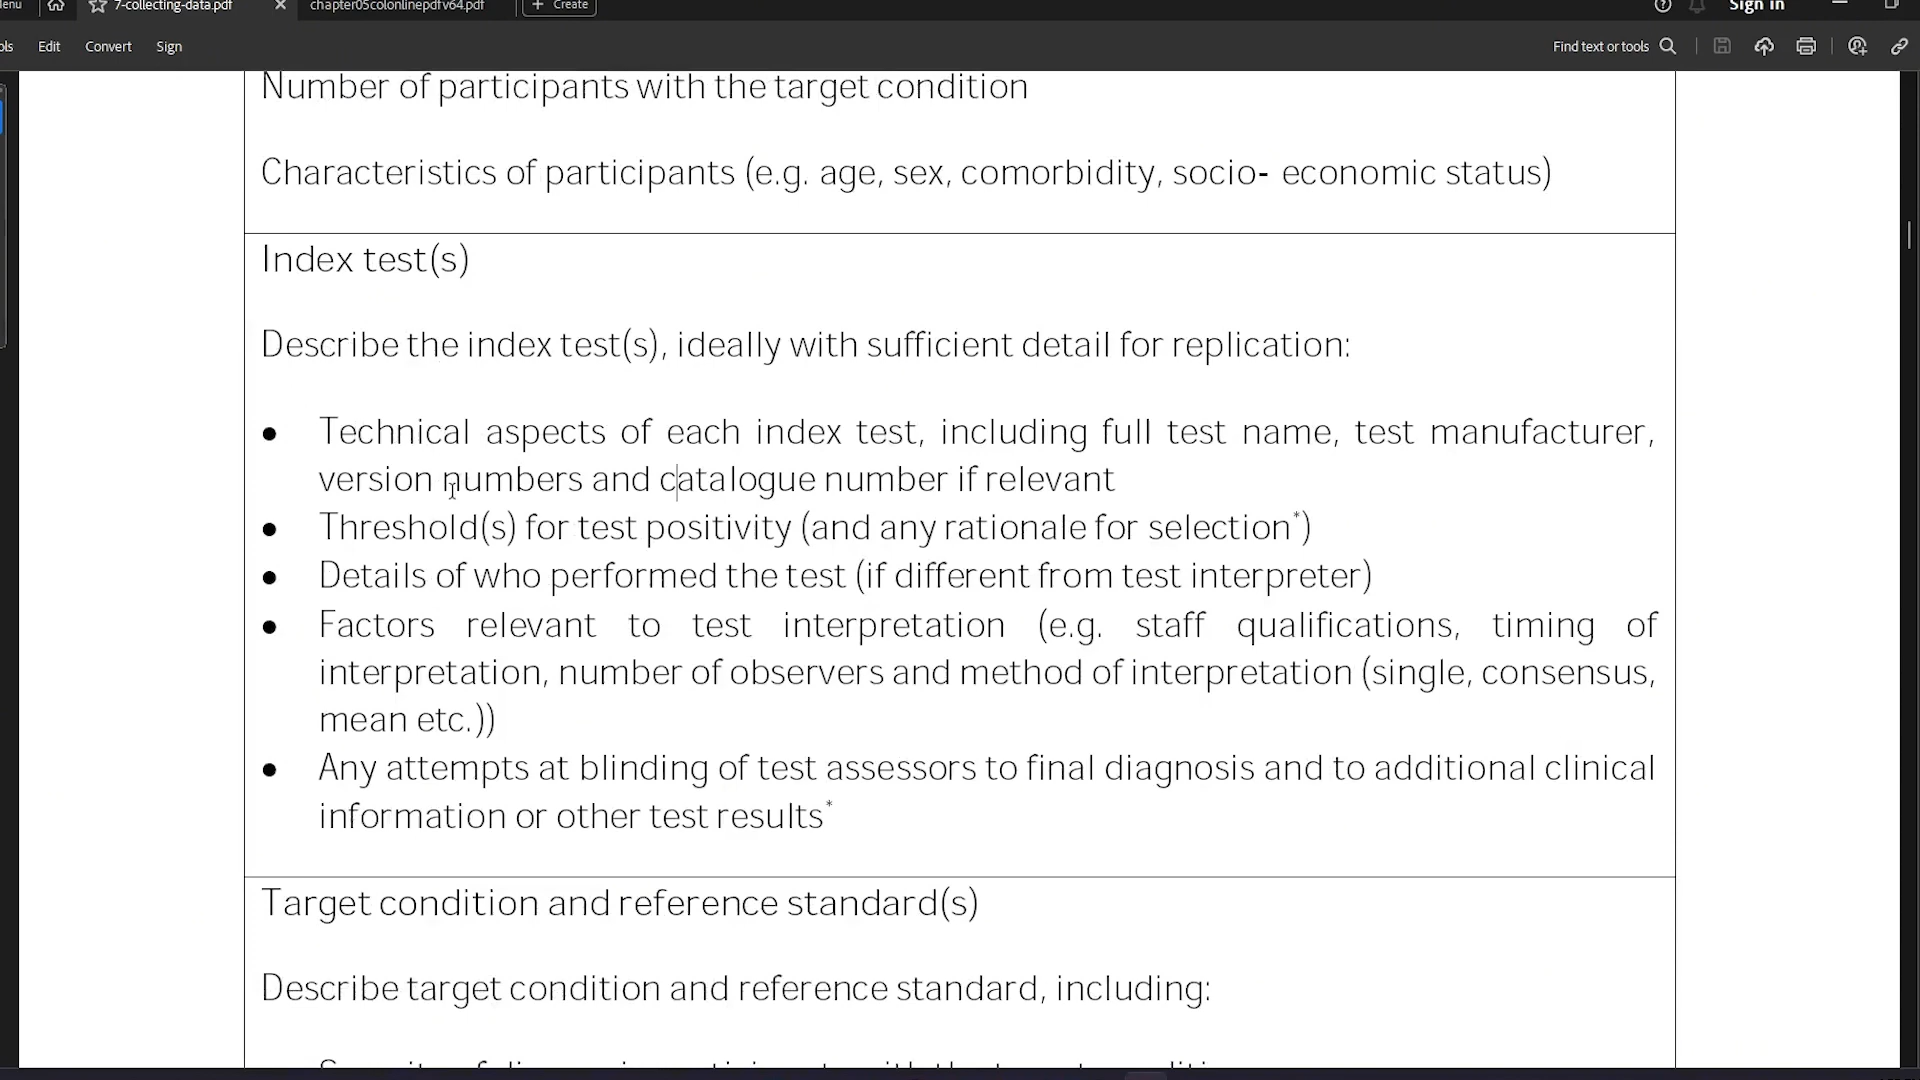 7-collecting-data.pdf
chapter05colonlinepdfv64.pdf
Create
Sign in
Edit
Convert
Sign
Find text or tools
Number of participants with the target condition
Characteristics of participants (e.g. age, sex, comorbidity, socio- economic status)
Index test(s)
Describe the index test(s), ideally with sufficient detail for replication:
● Technical aspects of each index test, including full test name, test manufacturer,
version numbers and catalogue number if relevant
● Threshold(s) for test positivity (and any rationale for selection*)
● Details of who performed the test (if different from test interpreter)
● Factors relevant to test interpretation (e.g. staff qualifications, timing of
interpretation, number of observers and method of interpretation (single, consensus,
mean etc.))
● Any attempts at blinding of test assessors to final diagnosis and to additional clinical
information or other test results*
Target condition and reference standard(s)
Describe target condition and reference standard, including: